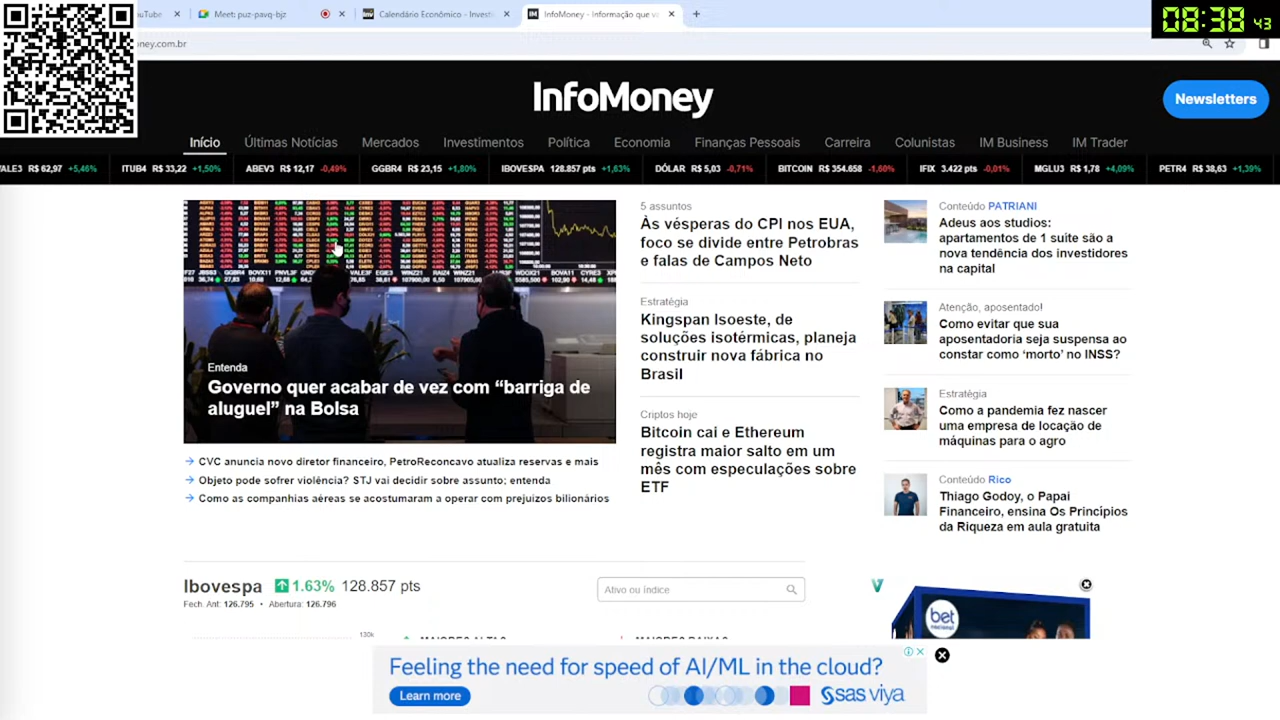 YouTube
Meet: puz-pavq-bjz
Calendário Econômico - Investi
InfoMoney - Informação que va
08:38 43
ney.com.br
InfoMoney
Newsletters
Início Últimas Notícias Mercados Investimentos Política Economia Finanças Pessoais Carreira Colunistas IM Business IM Trader
VALE3 R$ 62,97 +5,46% ITUB4 R$ 33,22 +1,50% ABEV3 R$ 12,17 -0,49% GGBR4 R$ 23,15 +1,80% IBOVESPA 128.857 pts +1,63% DÓLAR R$ 5,03 -0,71% BITCOIN R$ 354.658 -1,60% IFIX 3.422 pts -0,01% MGLU3 R$ 1,78 +4,09% PETR4 R$ 38,63 +1,39%
Entenda
Governo quer acabar de vez com “barriga de
aluguel” na Bolsa
CVC anuncia novo diretor financeiro, PetroReconcavo atualiza reservas e mais
Objeto pode sofrer violência? STJ vai decidir sobre assunto; entenda
Como as companhias aéreas se acostumaram a operar com prejuízos bilionários
5 assuntos
Às vésperas do CPI nos EUA,
foco se divide entre Petrobras
e falas de Campos Neto
Estratégia
Kingspan Isoeste, de
soluções isotérmicas, planeja
construir nova fábrica no
Brasil
Criptos hoje
Bitcoin cai e Ethereum
registra maior salto em um
mês com especulações sobre
ETF
Conteúdo PATRIANI
Adeus aos studios:
apartamentos de 1 suíte são a
nova tendência dos investidores
na capital
Atenção, aposentado!
Como evitar que sua
aposentadoria seja suspensa ao
constar como ‘morto’ no INSS?
Estratégia
Como a pandemia fez nascer
uma empresa de locação de
máquinas para o agro
Conteúdo Rico
Thiago Godoy, o Papai
Financeiro, ensina Os Princípios
da Riqueza em aula gratuita
Ibovespa 1.63% 128.857 pts
Fech. Ant: 126.795 • Abertura: 126.796
Ativo ou índice
130k
MAIORES ALTAS
MAIORES BAIXAS
bet
nacional
Feeling the need for speed of AI/ML in the cloud?
Learn more
sas viya